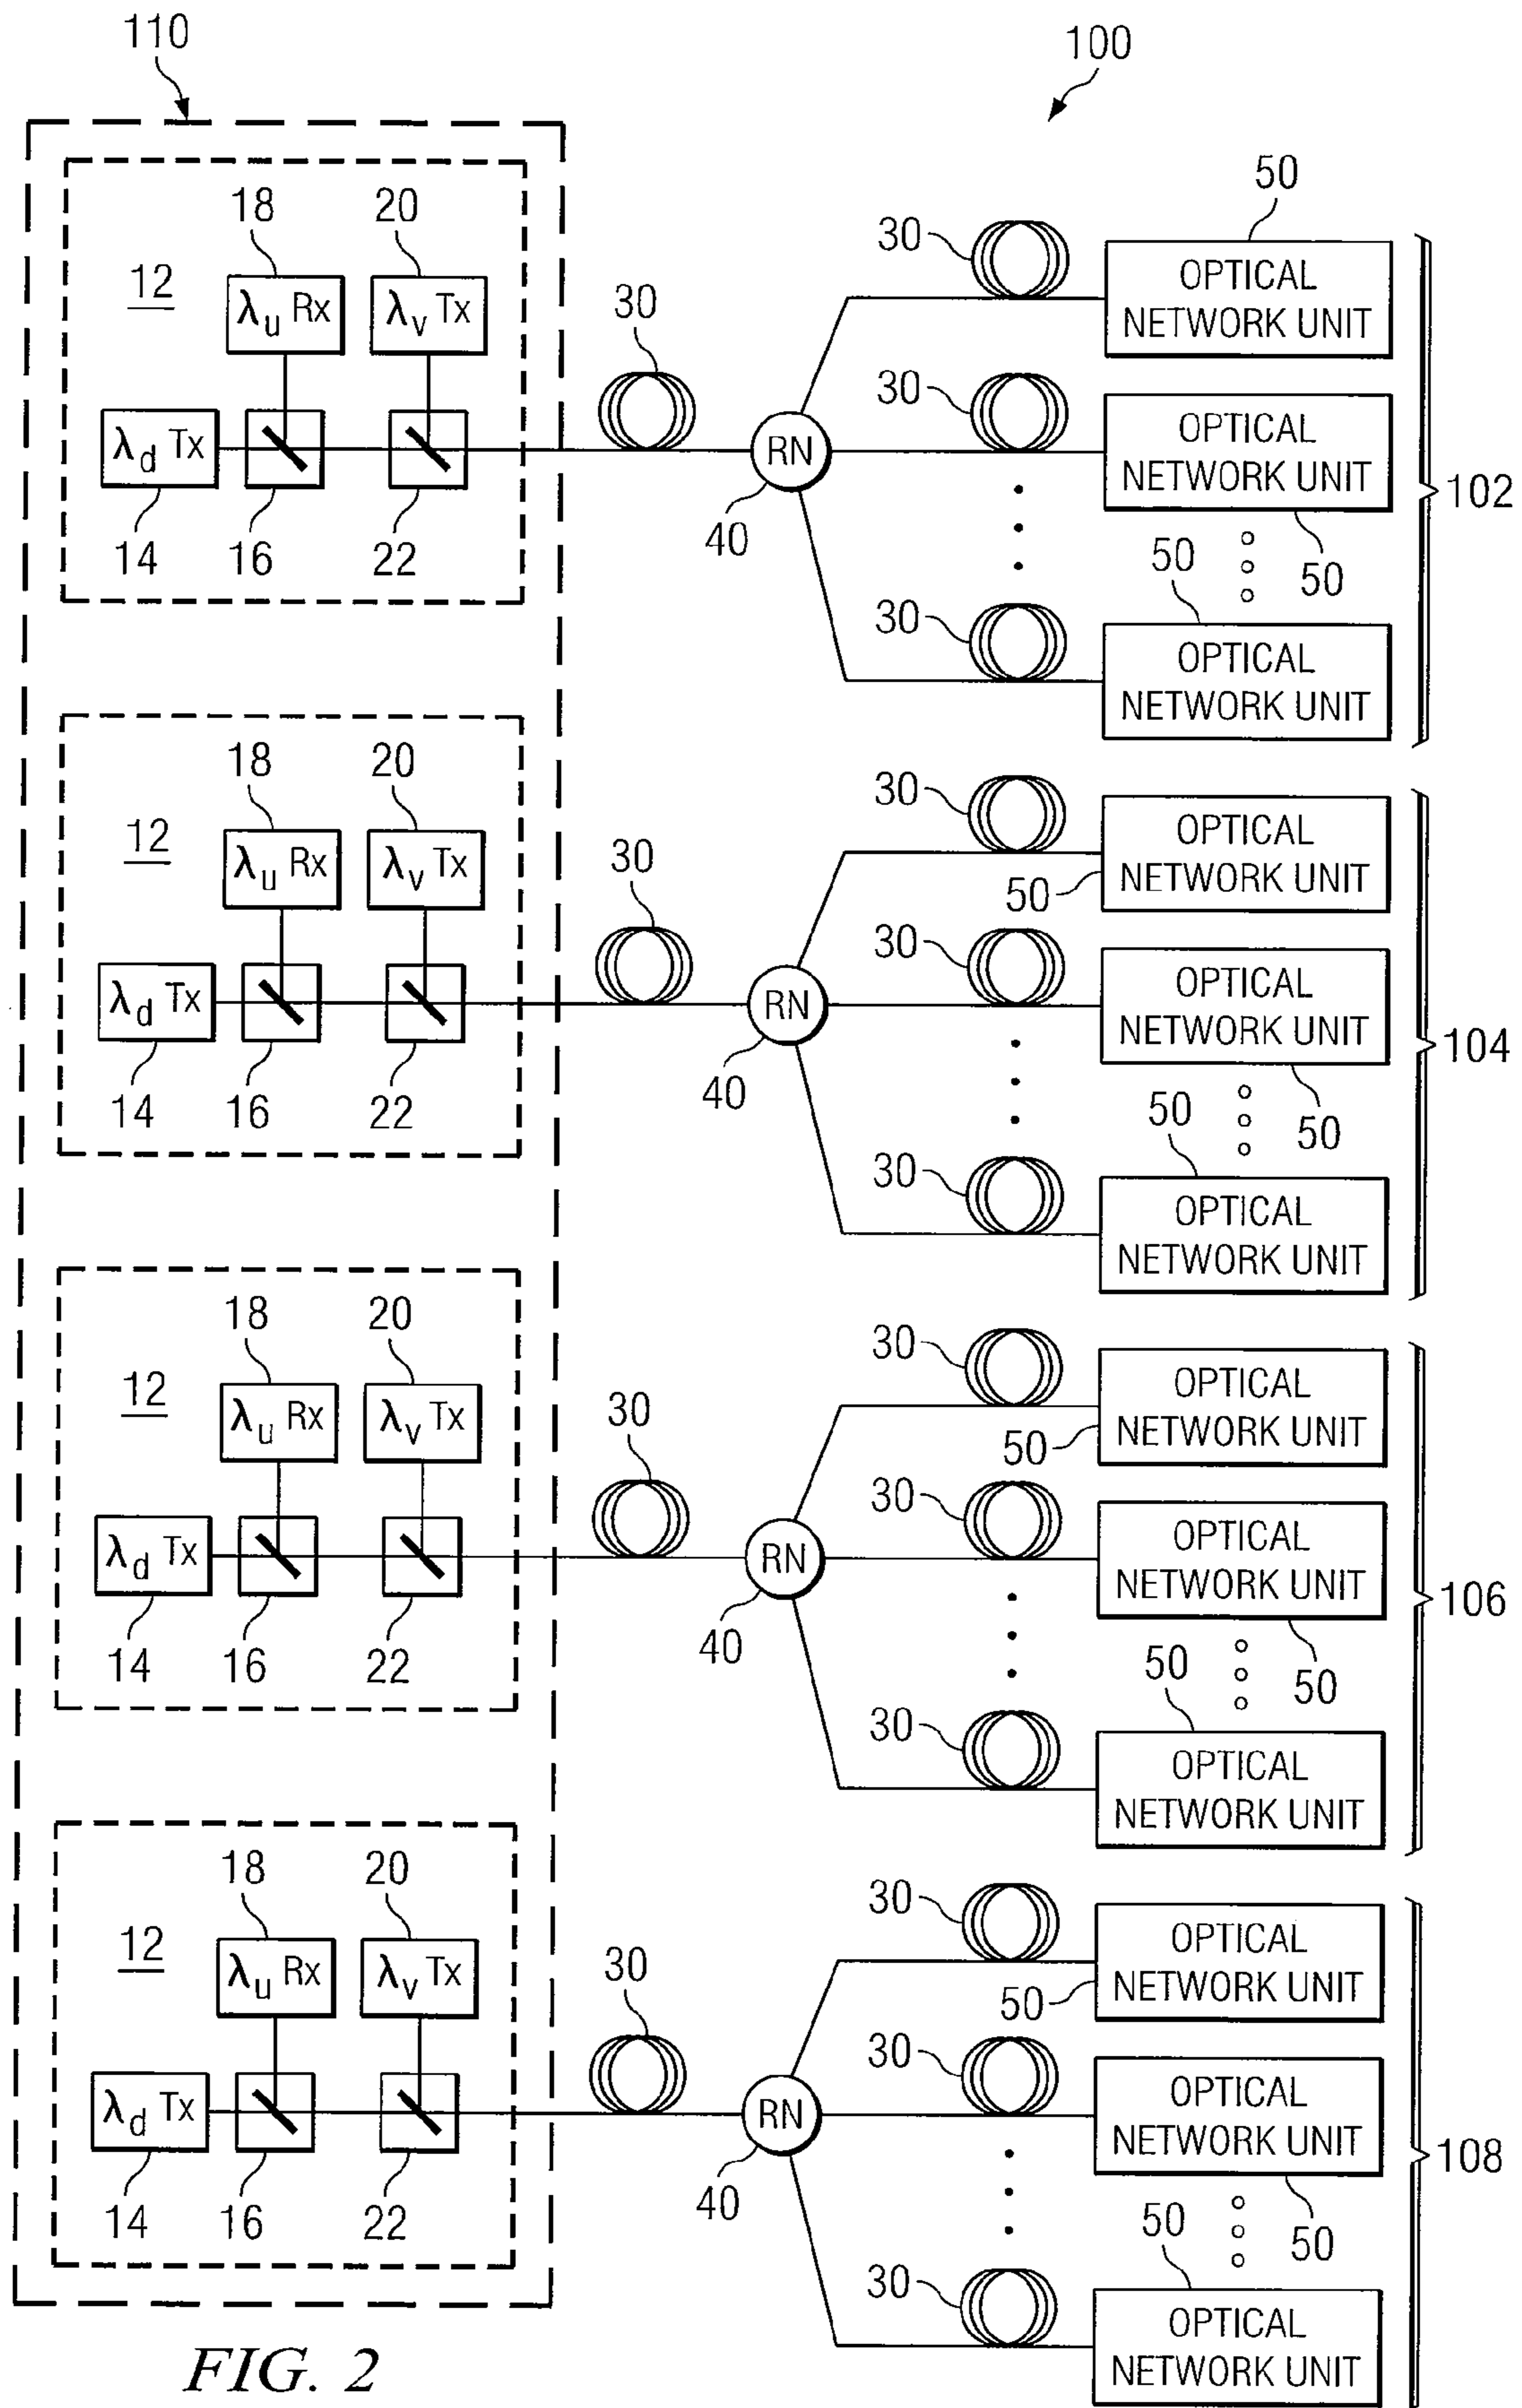 110
100
18
20
12
λu Rx
λv Tx
λd Tx
14
16
22
30
RN
40
30
50
OPTICAL
NETWORK UNIT
30
OPTICAL
NETWORK UNIT
50
50
30
OPTICAL
NETWORK UNIT
102
18
20
12
λu Rx
λv Tx
λd Tx
14
16
22
30
RN
40
30
OPTICAL
NETWORK UNIT
50
30
OPTICAL
NETWORK UNIT
50
50
30
OPTICAL
NETWORK UNIT
104
18
20
12
λu Rx
λv Tx
λd Tx
14
16
22
30
RN
40
30
OPTICAL
NETWORK UNIT
50
30
OPTICAL
NETWORK UNIT
50
50
30
OPTICAL
NETWORK UNIT
106
18
20
12
λu Rx
λv Tx
λd Tx
14
16
22
30
RN
40
30
OPTICAL
NETWORK UNIT
50
30
OPTICAL
NETWORK UNIT
50
50
30
OPTICAL
NETWORK UNIT
108
FIG. 2